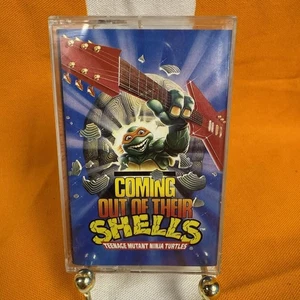 COMING
OUT OF THEIR
SHELLS
TEENAGE MUTANT NINJA TURTLES